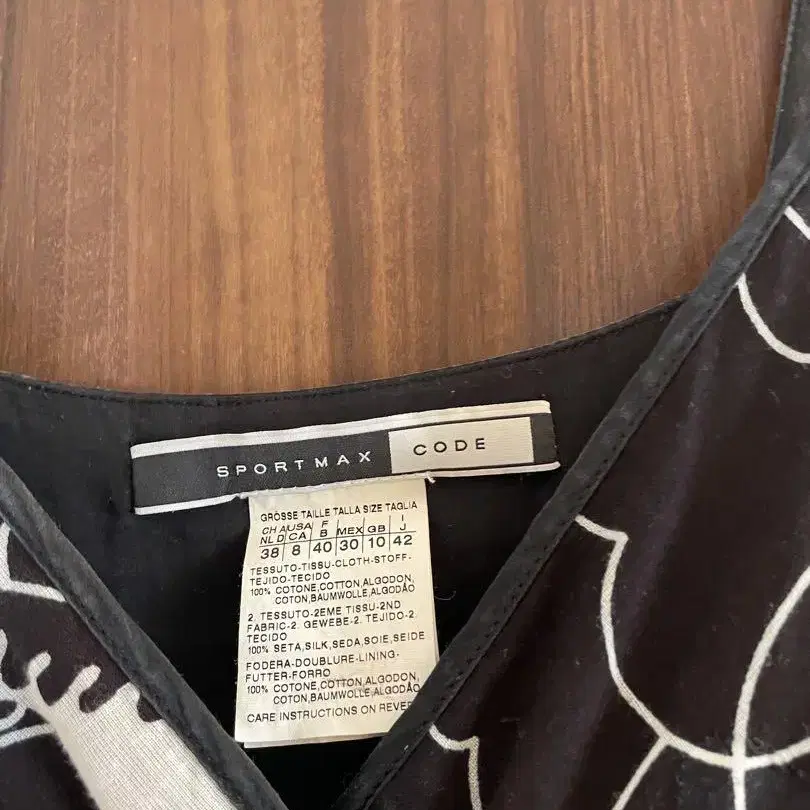 SPORTMAX CODE
GRÖSSE TAILLE TALLA SIZE TAGLIA
CH A USA F I
NL D CA B MEX GB J
38 8 40 30 10 42
TESSUTO-TISSU-CLOTH-STOFF-
TEJIDO-TECIDO
100% COTONE,COTTON,ALGODON,
COTON,BAUMWOLLE,ALGODÃO
2. TESSUTO-2EME TISSU-2ND
FABRIC-2. GEWEBE-2. TEJIDO-2.
TECIDO
100% SETA,SILK,SEDA,SOIE,SEIDE
FODERA-DOUBLURE-LINING-
FUTTER-FORRO
100% COTONE,COTTON,ALGODON,
COTON,BAUMWOLLE,ALGODÃO
CARE INSTRUCTIONS ON REVER